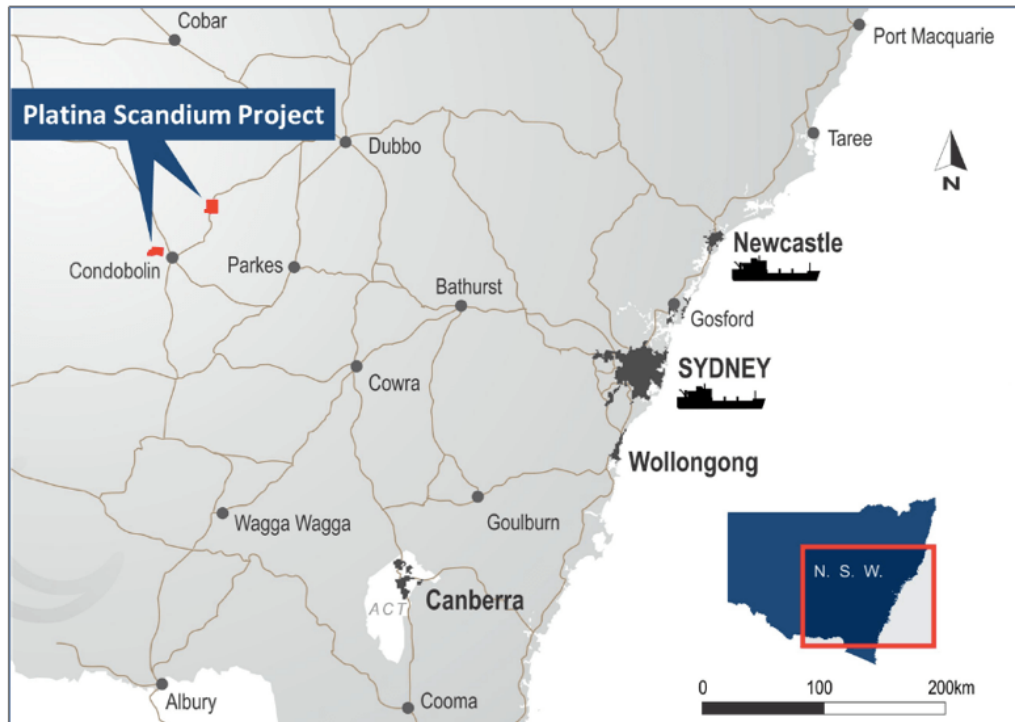 Cobar
Port Macquarie
Platina Scandium Project
Dubbo
Taree
N
Newcastle
Condobolin
Parkes
Bathurst
Gosford
SYDNEY
Cowra
Wollongong
Wagga Wagga
Goulburn
N. S. W.
ACT
Canberra
Albury
Cooma
0 100 200km